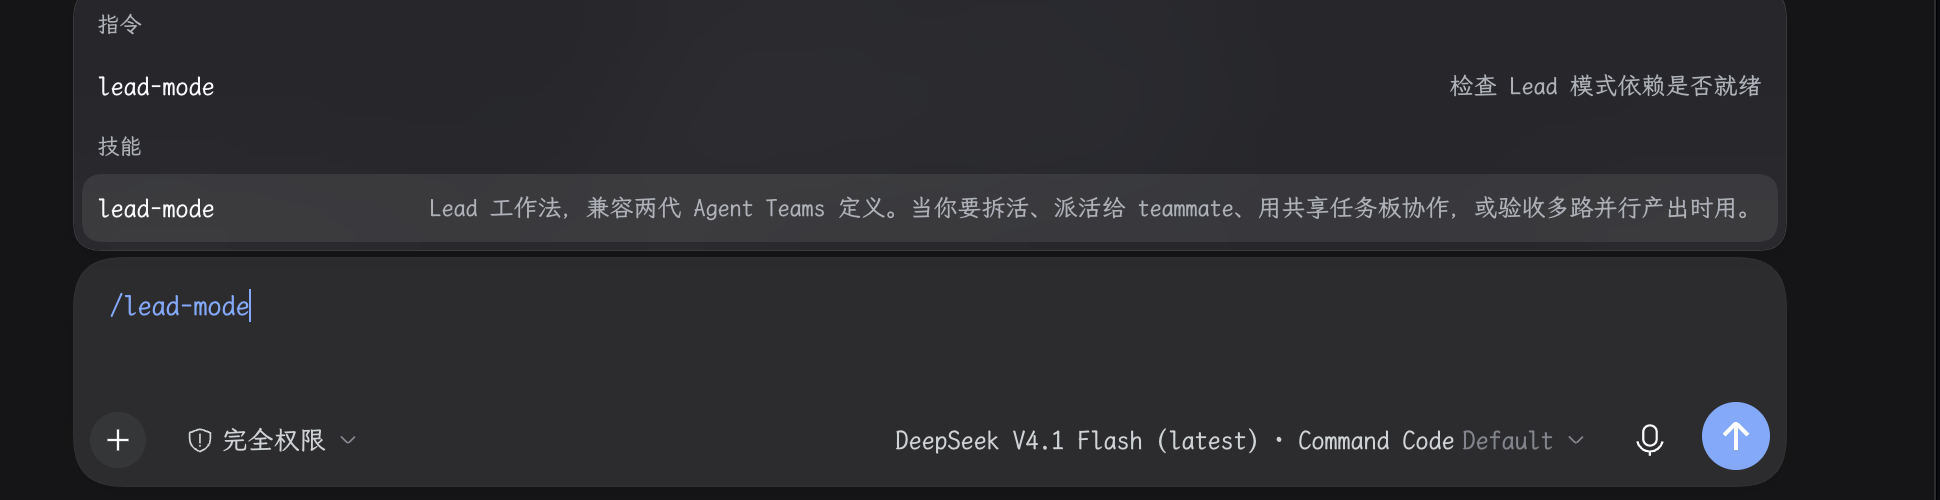 指令
lead-mode 检查 Lead 模式依赖是否就绪
技能
lead-mode Lead 工作法，兼容两代 Agent Teams 定义。当你要拆活、派活给 teammate、用共享任务板协作，或验收多路并行产出时用。
/lead-mode
完全权限 DeepSeek V4.1 Flash (latest) · Command Code Default